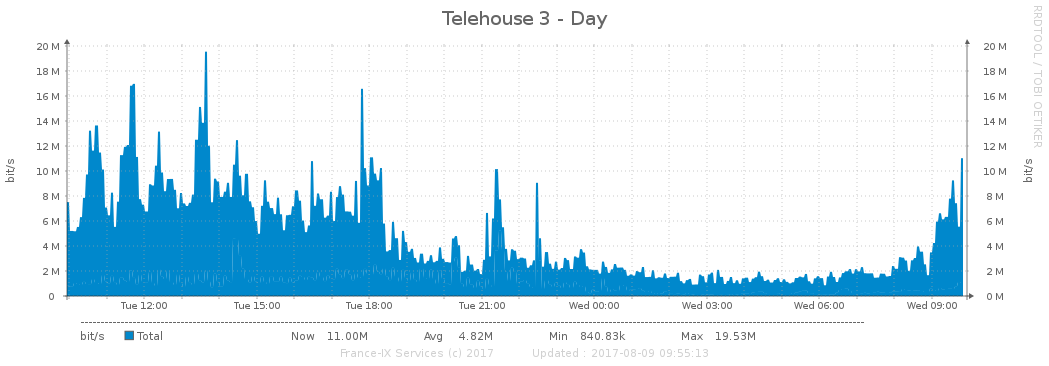 Telehouse 3 - Day
RRDTOOL / TOBI OETIKER
bit/s
20 M
18 M
16 M
14 M
12 M
10 M
8 M
6 M
4 M
2 M
0
20 M
18 M
16 M
14 M
12 M
10 M
8 M
6 M
4 M
2 M
0 M
bit/s
Tue 12:00 Tue 15:00 Tue 18:00 Tue 21:00 Wed 00:00 Wed 03:00 Wed 06:00 Wed 09:00
bit/s Total Now 11.00M Avg 4.82M Min 840.83k Max 19.53M
France-IX Services (c) 2017 Updated : 2017-08-09 09:55:13